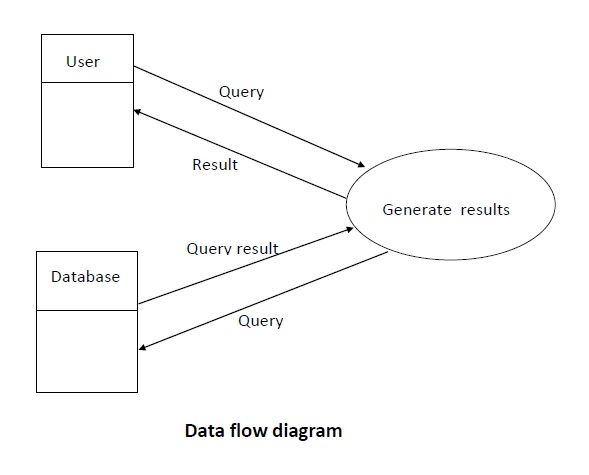 User
Query
Result
Generate results
Query result
Database
Query
Data flow diagram